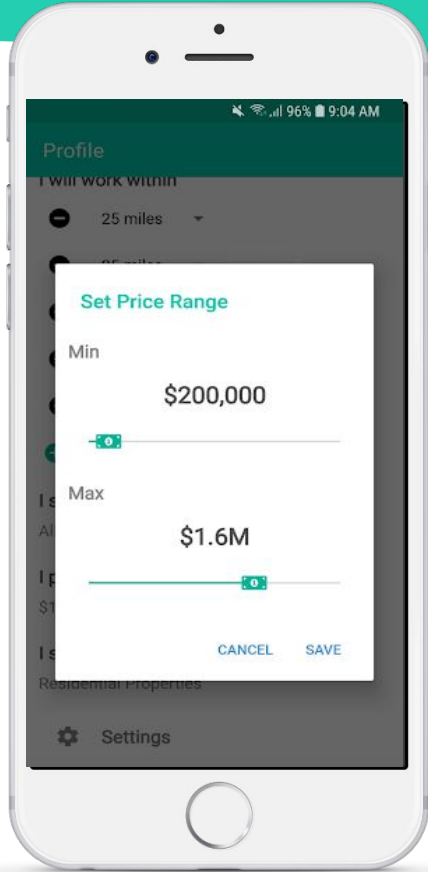 96% 9:04 AM
Profile
I will work within
25 miles
Set Price Range
Min
$200,000
Max
$1.6M
CANCEL SAVE
Residential Properties
Settings